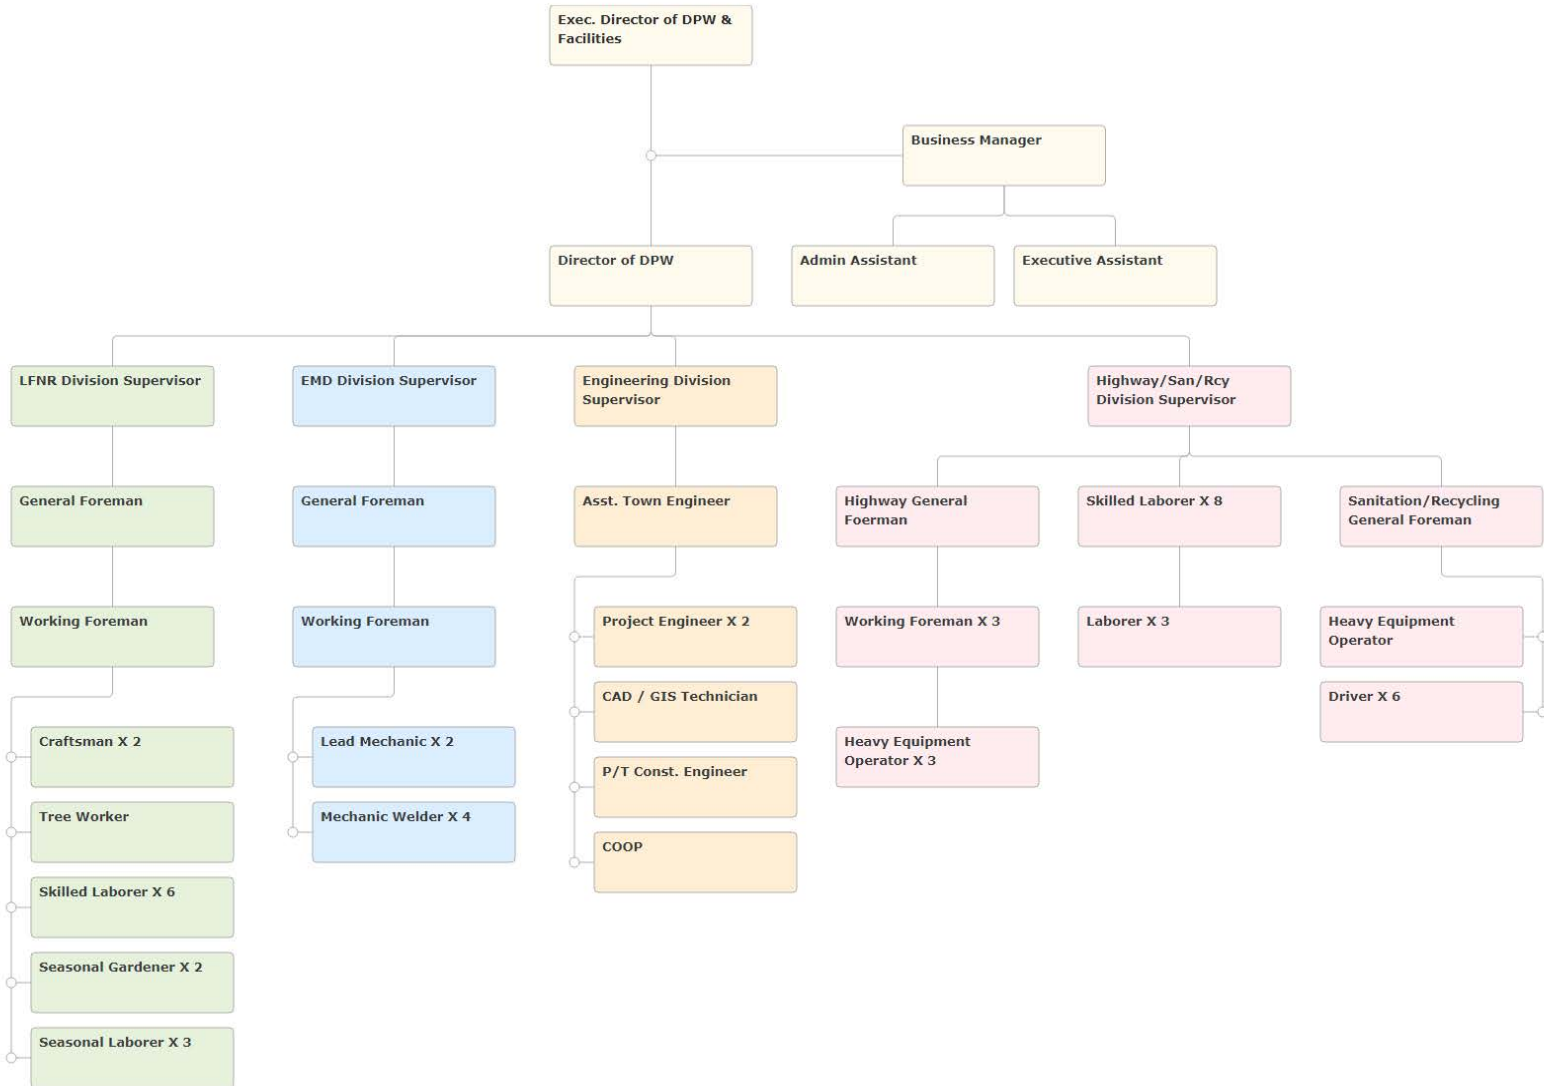 Exec. Director of DPW &
Facilities
Business Manager
Director of DPW
Admin Assistant
Executive Assistant
LFNR Division Supervisor
EMD Division Supervisor
Engineering Division
Supervisor
Highway/San/Rcy
Division Supervisor
General Foreman
General Foreman
Asst. Town Engineer
Highway General
Foerman
Skilled Laborer X 8
Sanitation/Recycling
General Foreman
Working Foreman
Working Foreman
Project Engineer X 2
Working Foreman X 3
Laborer X 3
Heavy Equipment
Operator
CAD / GIS Technician
Driver X 6
Craftsman X 2
Lead Mechanic X 2
P/T Const. Engineer
Heavy Equipment
Operator X 3
Tree Worker
Mechanic Welder X 4
COOP
Skilled Laborer X 6
Seasonal Gardener X 2
Seasonal Laborer X 3